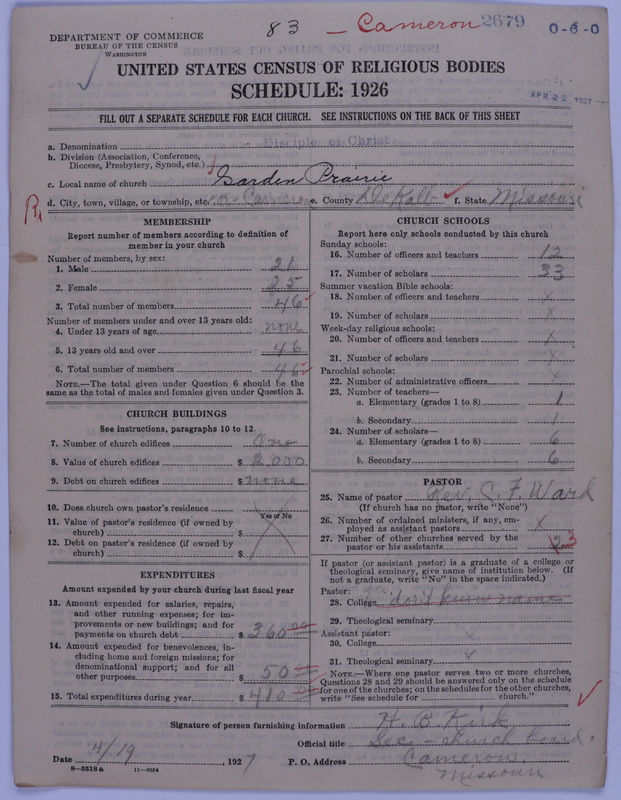 83 - Cameron 2679 0-6-0
DEPARTMENT OF COMMERCE
BUREAU OF THE CENSUS
WASHINGTON
UNITED STATES CENSUS OF RELIGIOUS BODIES
SCHEDULE: 1926
APR 22 1927
FILL OUT A SEPARATE SCHEDULE FOR EACH CHURCH. SEE INSTRUCTIONS ON THE BACK OF THIS SHEET
a. Denomination Disciple of Christ
b. Division (Association, Conference,
Diocese, Presbytery, Synod, etc.)
c. Local name of church Garden Prairie
d. City, town, village, or township, etc. Cameron e. County DeKalb f. State Missouri
MEMBERSHIP
Report number of members according to definition of
member in your church
Number of members, by sex:
1. Male 21
2. Female 25
3. Total number of members 46
Number of members under and over 13 years old:
4. Under 13 years of age none
5. 13 years old and over 46
6. Total number of members 46
NOTE.—The total given under Question 6 should be the
same as the total of males and females given under Question 3.
CHURCH BUILDINGS
See instructions, paragraphs 10 to 12
7. Number of church edifices One
8. Value of church edifices $ 2,000
9. Debt on church edifices $ none
10. Does church own pastor's residence
Yes or No
11. Value of pastor's residence (if owned by
church) $
12. Debt on pastor's residence (if owned by
church) $
EXPENDITURES
Amount expended by your church during last fiscal year
13. Amount expended for salaries, repairs,
and other running expenses; for im-
provements or new buildings; and for
payments on church debt $ 360 00
14. Amount expended for benevolences, in-
cluding home and foreign missions; for
denominational support; and for all
other purposes $ 50 00
15. Total expenditures during year $ 410 00
CHURCH SCHOOLS
Report here only schools conducted by this church
Sunday schools:
16. Number of officers and teachers 12
17. Number of scholars 33
Summer vacation Bible schools:
18. Number of officers and teachers x
19. Number of scholars x
Week-day religious schools:
20. Number of officers and teachers x
21. Number of scholars x
Parochial schools:
22. Number of administrative officers x
23. Number of teachers—
a. Elementary (grades 1 to 8) 1
b. Secondary 1
24. Number of scholars—
a. Elementary (grades 1 to 8) 6
b. Secondary 6
PASTOR
25. Name of pastor Rev. C. F. Ward
(If church has no pastor, write "None")
26. Number of ordained ministers, if any, em-
ployed as assistant pastors x
27. Number of other churches served by the
pastor or his assistants 2 3
If pastor (or assistant pastor) is a graduate of a college or
theological seminary, give name of institution below. (If
not a graduate, write "No" in the space indicated.)
Pastor:
28. College don't know name
29. Theological seminary
Assistant pastor:
30. College x
31. Theological seminary x
NOTE.—Where one pastor serves two or more churches,
Questions 28 and 29 should be answered only on the schedule
for one of the churches; on the schedules for the other churches,
write "See schedule for church."
Signature of person furnishing information H. B. Kirk
Official title Sec - church board.
Date 4/19, 1927 P. O. Address Cameron,
Missouri
8—5518a 11—9664